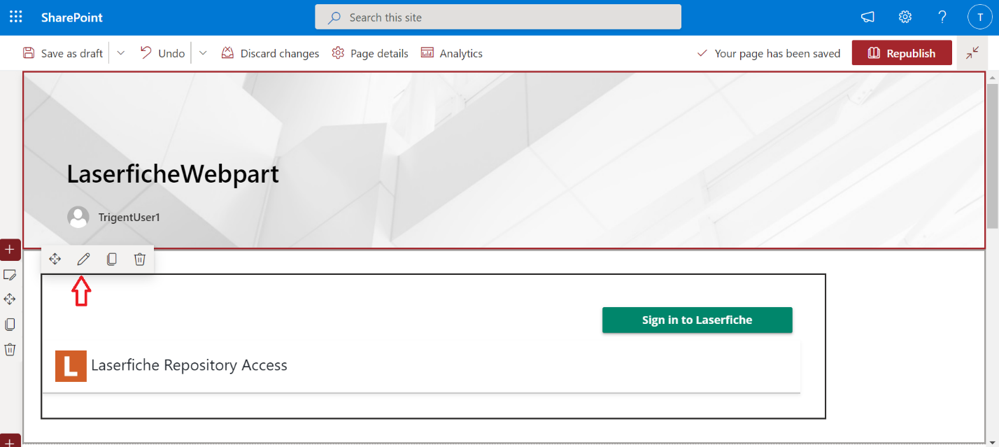 SharePoint
Search this site
T
Save as draft
Undo
Discard changes
Page details
Analytics
Your page has been saved
Republish
LaserficheWebpart
TrigentUser1
Sign in to Laserfiche
L
Laserfiche Repository Access